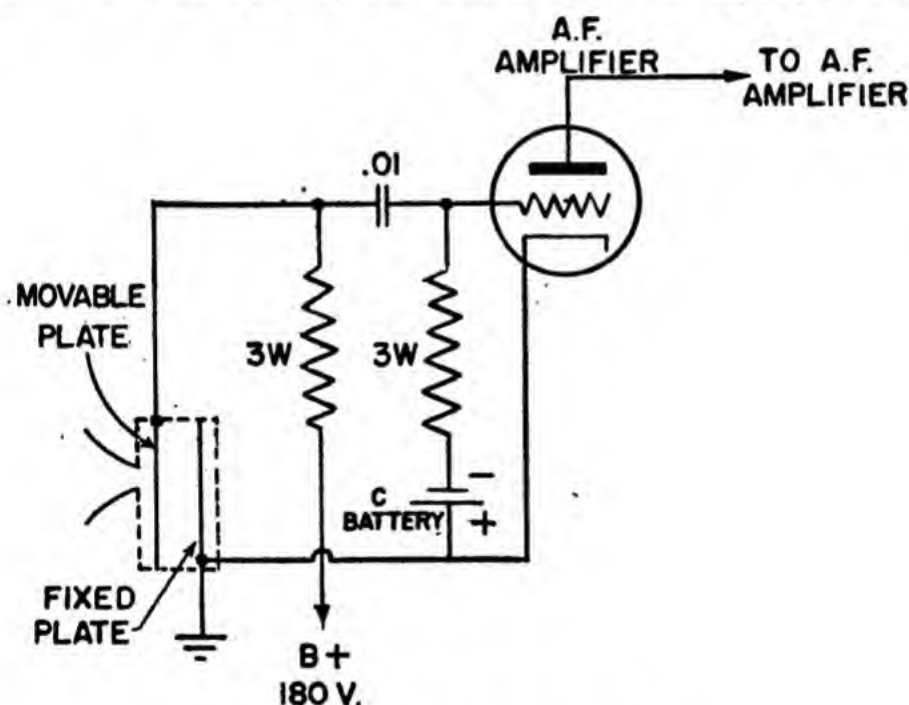 A.F.
AMPLIFIER
TO A.F.
AMPLIFIER
.01
MOVABLE
PLATE
3W
3W
C
BATTERY
-
+
FIXED
PLATE
B+
180 V.